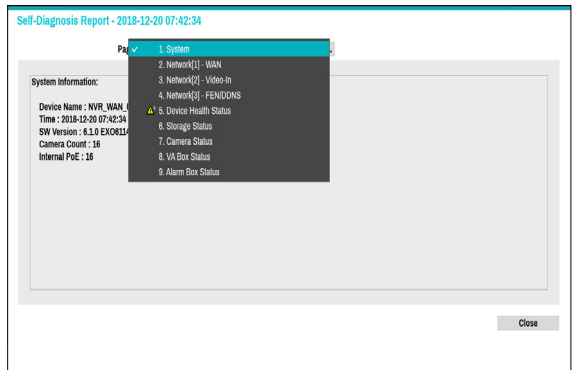 Self-Diagnosis Report - 2018-12-20 07:42:34
1. System
2. Network[1] - WAN
3. Network[2] - Video-In
4. Network[3] - FEN/DDNS
5. Device Health Status
6. Storage Status
7. Camera Status
8. VA Box Status
9. Alarm Box Status
System Information:
Device Name : NVR_WAN_
Time : 2018-12-20 07:42:34
SW Version : 6.1.0 EXO6114
Camera Count : 16
Internal PoE : 16
Close